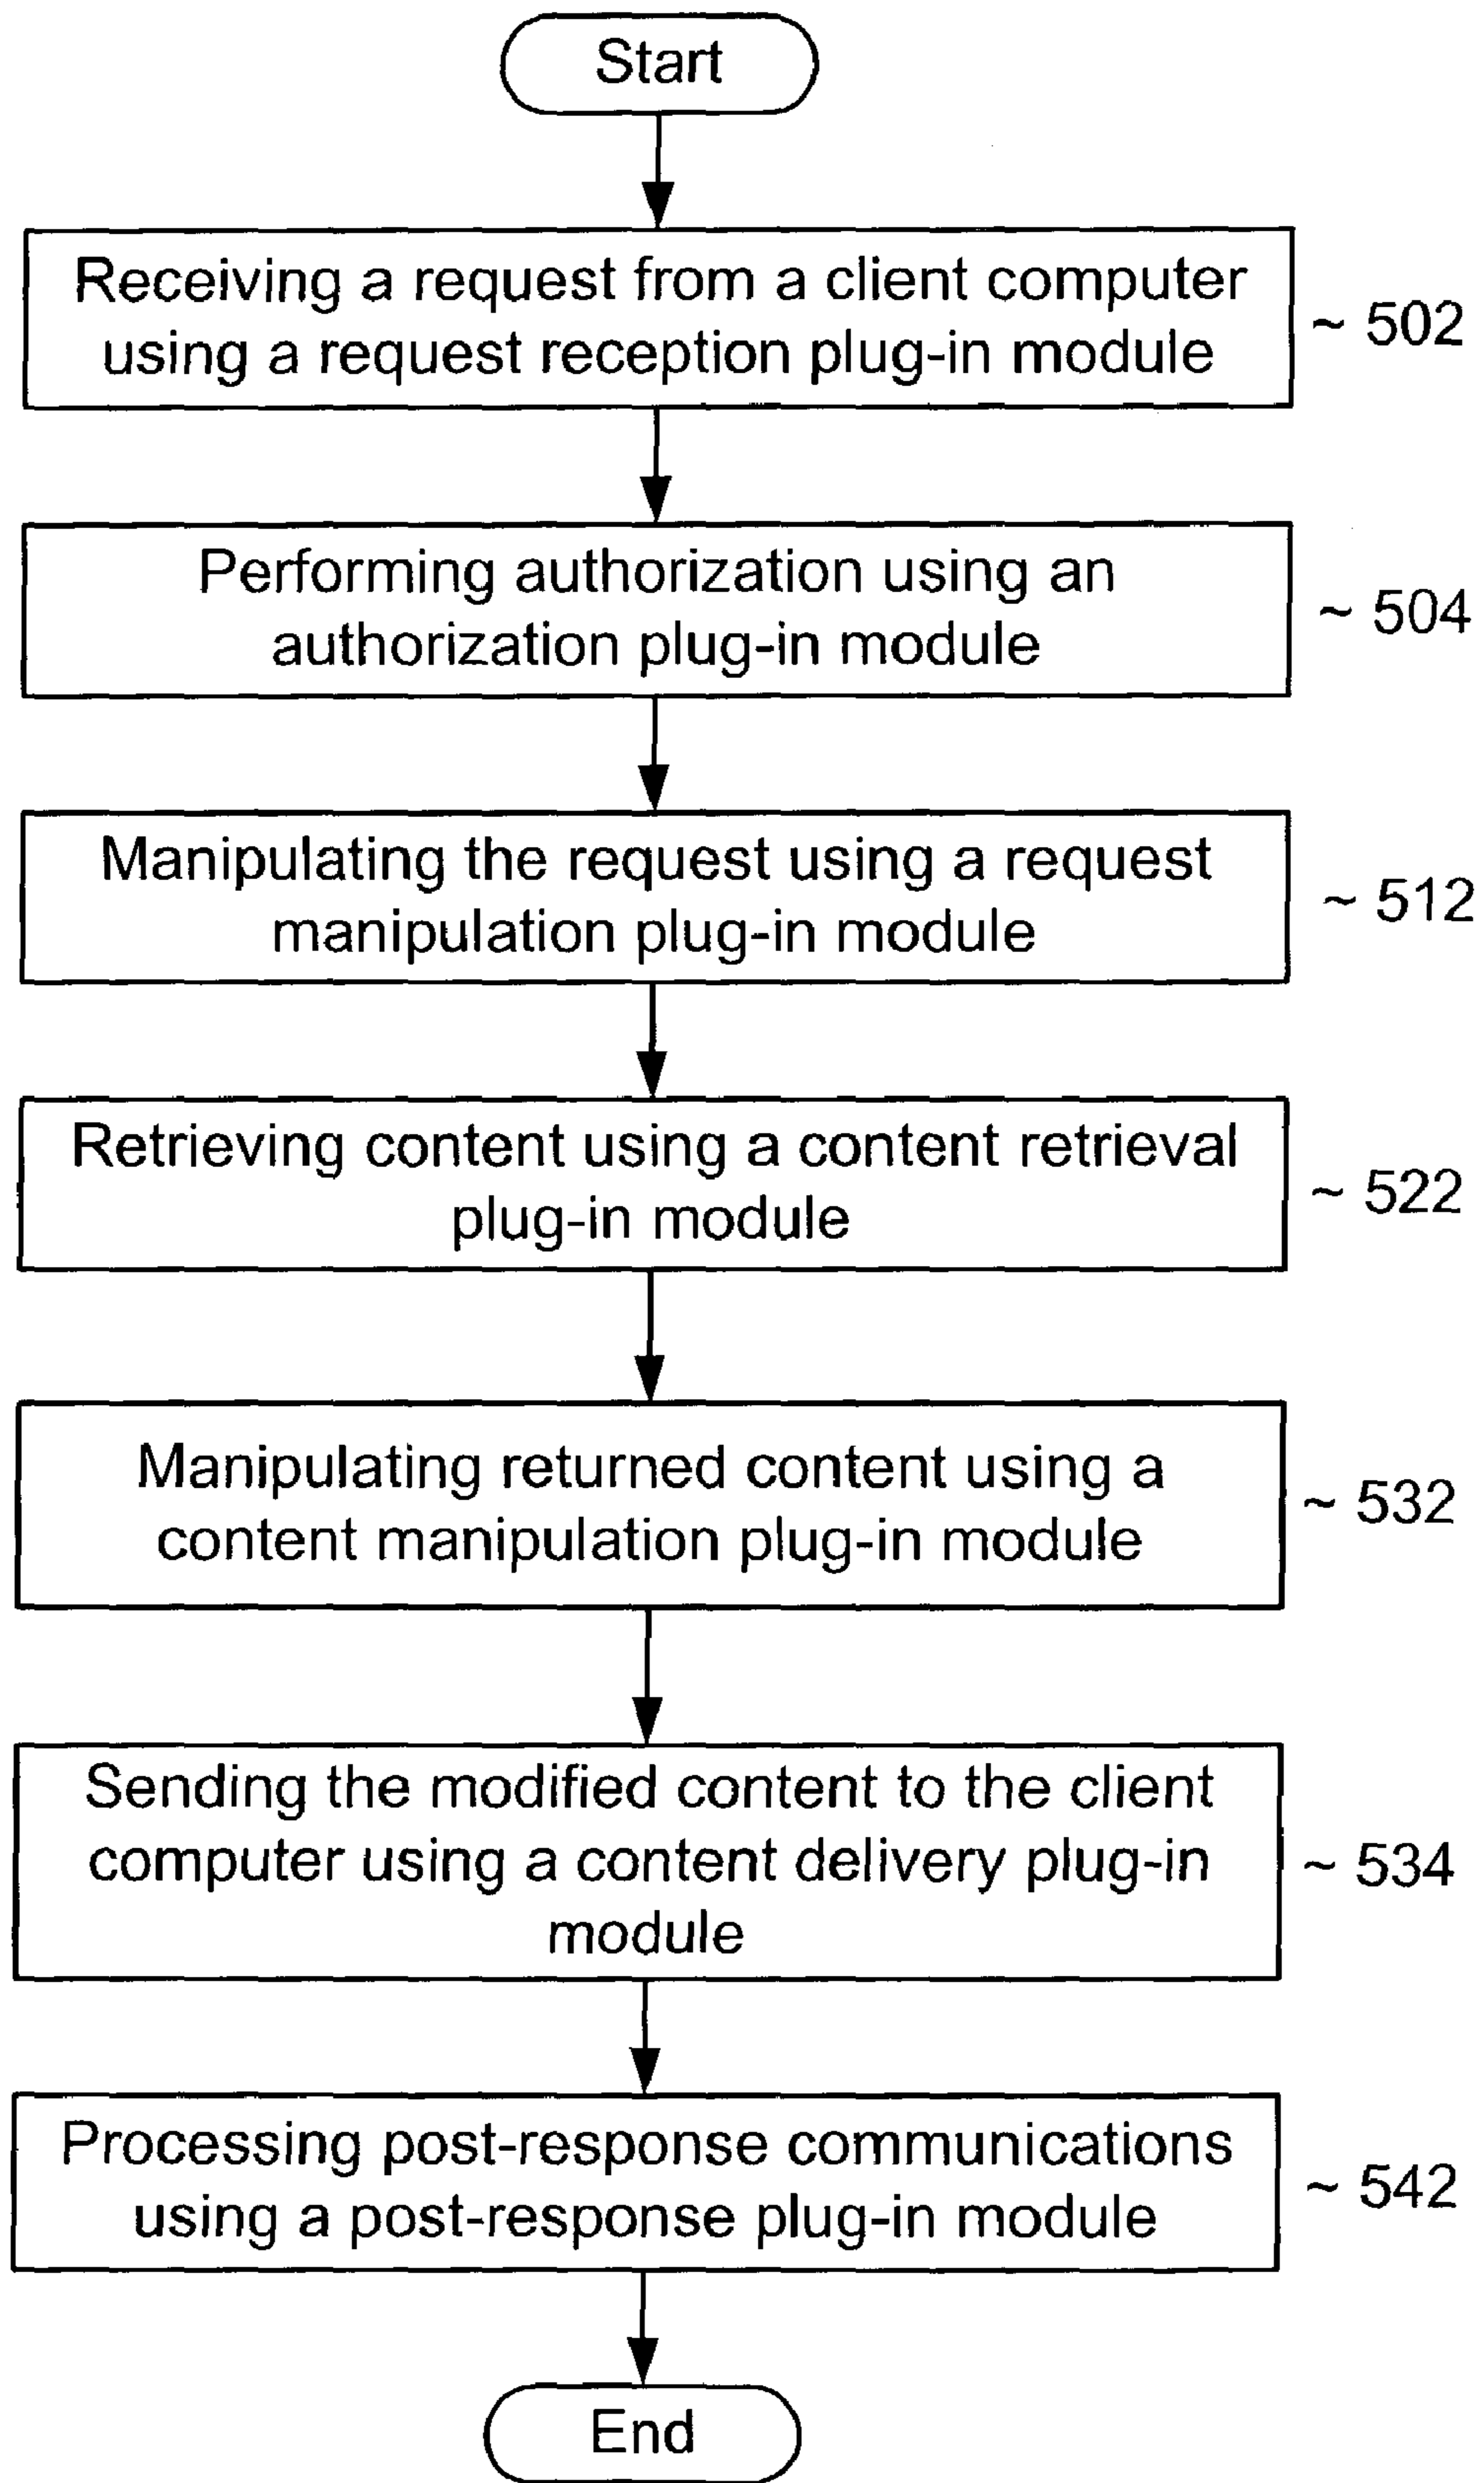 Start
Receiving a request from a client computer
using a request reception plug-in module
~ 502
Performing authorization using an
authorization plug-in module
~ 504
Manipulating the request using a request
manipulation plug-in module
~ 512
Retrieving content using a content retrieval
plug-in module
~ 522
Manipulating returned content using a
content manipulation plug-in module
~ 532
Sending the modified content to the client
computer using a content delivery plug-in
module
~ 534
Processing post-response communications
using a post-response plug-in module
~ 542
End